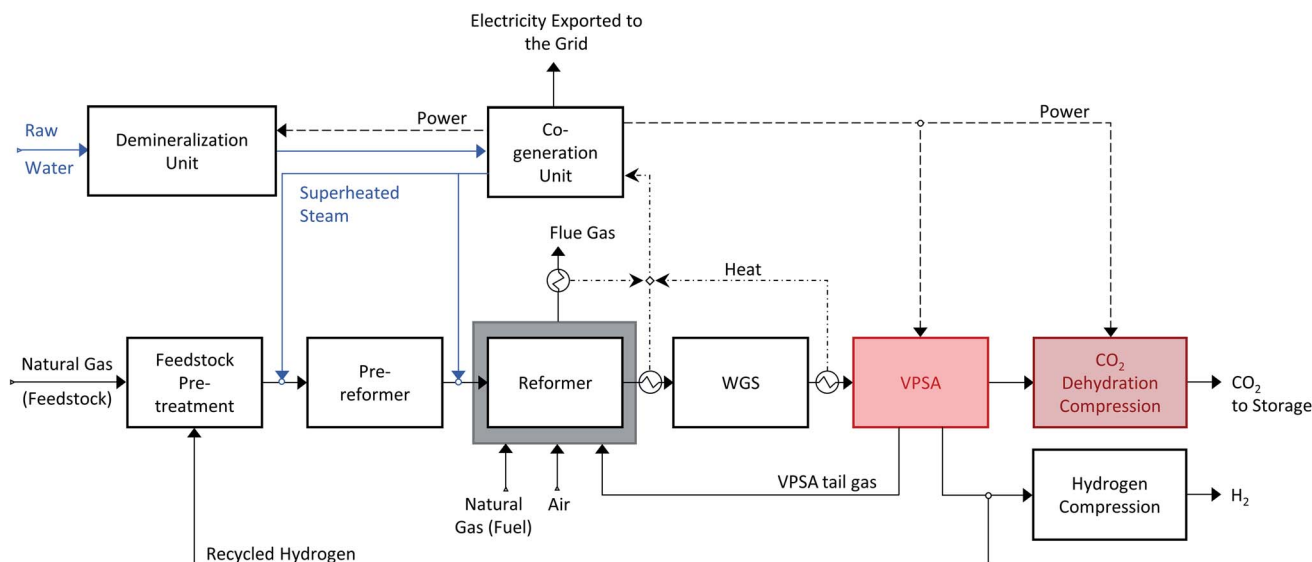 Electricity Exported to
the Grid
Raw
Water
Demineralization
Unit
Power
Co-
generation
Unit
Power
Superheated
Steam
Flue Gas
Heat
Natural Gas
(Feedstock)
Feedstock
Pre-
treatment
Pre-
reformer
Reformer
WGS
VPSA
CO₂
Dehydration
Compression
CO₂
to Storage
Natural
Gas (Fuel)
Air
VPSA tail gas
Hydrogen
Compression
H₂
Recycled Hydrogen